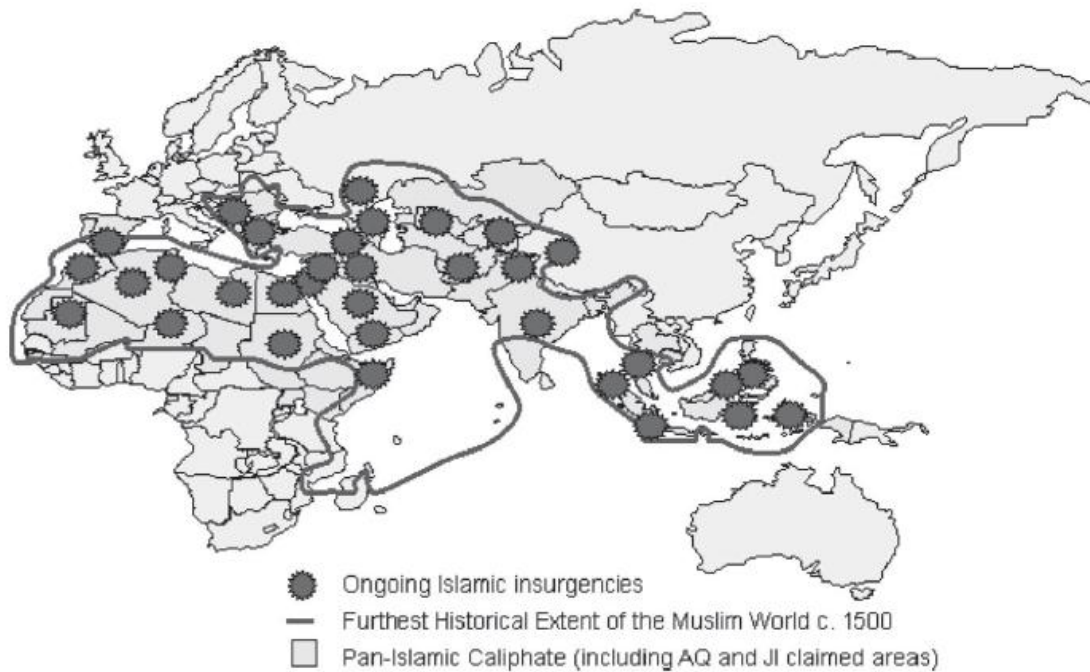 Ongoing Islamic insurgencies
Furthest Historical Extent of the Muslim World c. 1500
Pan-Islamic Caliphate (including AQ and JI claimed areas)